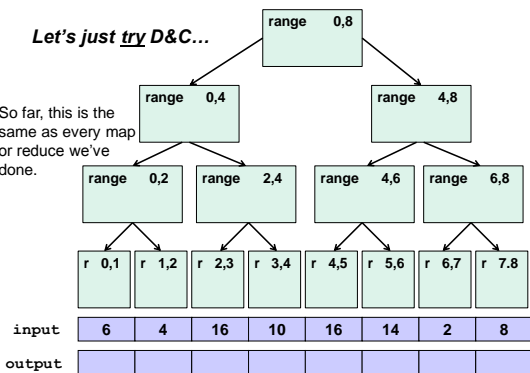 Let's just try D&C...
range 0,8
So far, this is the
same as every map
or reduce we've
done.
range 0,4
range 4,8
range 0,2
range 2,4
range 4,6
range 6,8
r 0,1
r 1,2
r 2,3
r 3,4
r 4,5
r 5,6
r 6,7
r 7.8
input 6 4 16 10 16 14 2 8
output